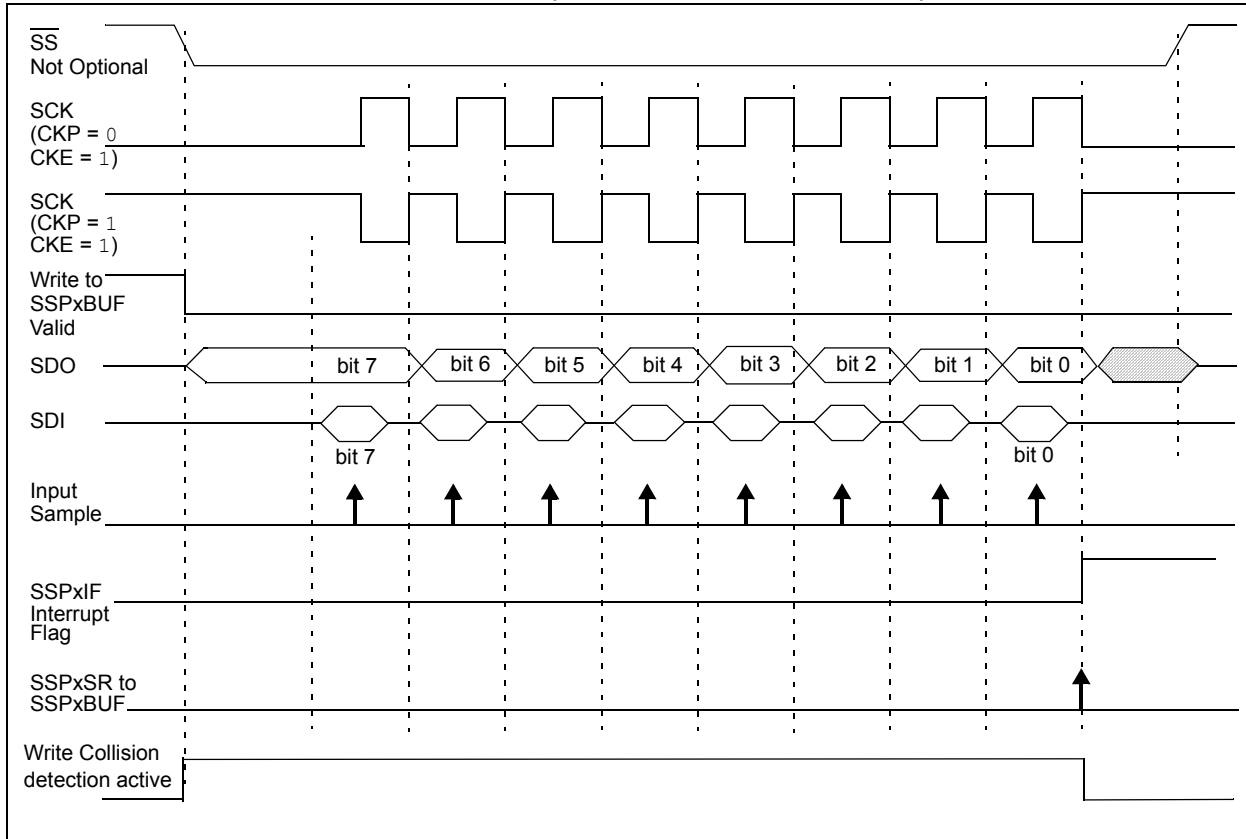 SS
Not Optional
SCK
(CKP = 0
CKE = 1)
SCK
(CKP = 1
CKE = 1)
Write to
SSPxBUF
Valid
SDO
bit 7
bit 6
bit 5
bit 4
bit 3
bit 2
bit 1
bit 0
SDI
bit 7
bit 0
Input
Sample
SSPxIF
Interrupt
Flag
SSPxSR to
SSPxBUF
Write Collision
detection active